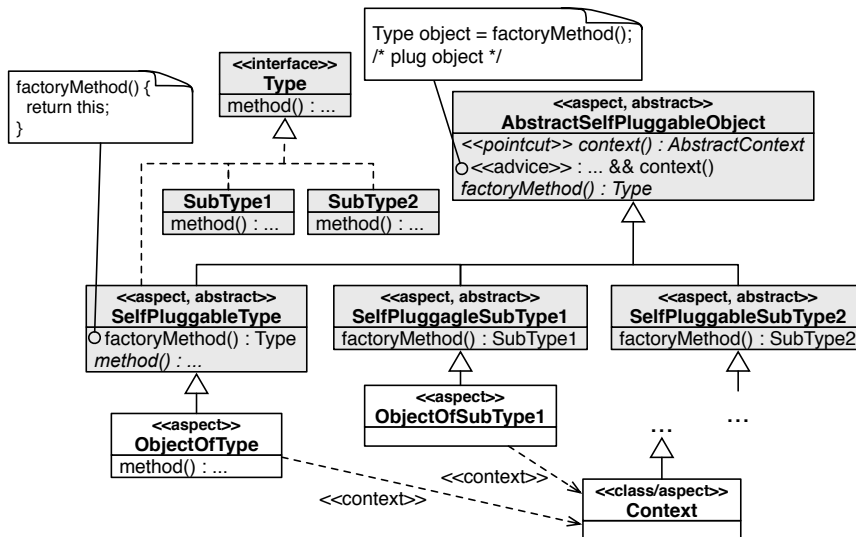 Type object = factoryMethod();
/* plug object */
factoryMethod() {
return this;
}
<<interface>>
Type
method() : ...
<<aspect, abstract>>
AbstractSelfPluggableObject
<<pointcut>> context() : AbstractContext
<<advice>> : ... && context()
factoryMethod() : Type
SubType1
method() : ...
SubType2
method() : ...
<<aspect, abstract>>
SelfPluggableType
factoryMethod() : Type
method() : ...
<<aspect, abstract>>
SelfPluggagleSubType1
factoryMethod() : SubType1
<<aspect, abstract>>
SelfPluggableSubType2
factoryMethod() : SubType2
<<aspect>>
ObjectOfType
method() : ...
<<aspect>>
ObjectOfSubType1
...
...
<<context>>
<<context>>
<<class/aspect>>
Context